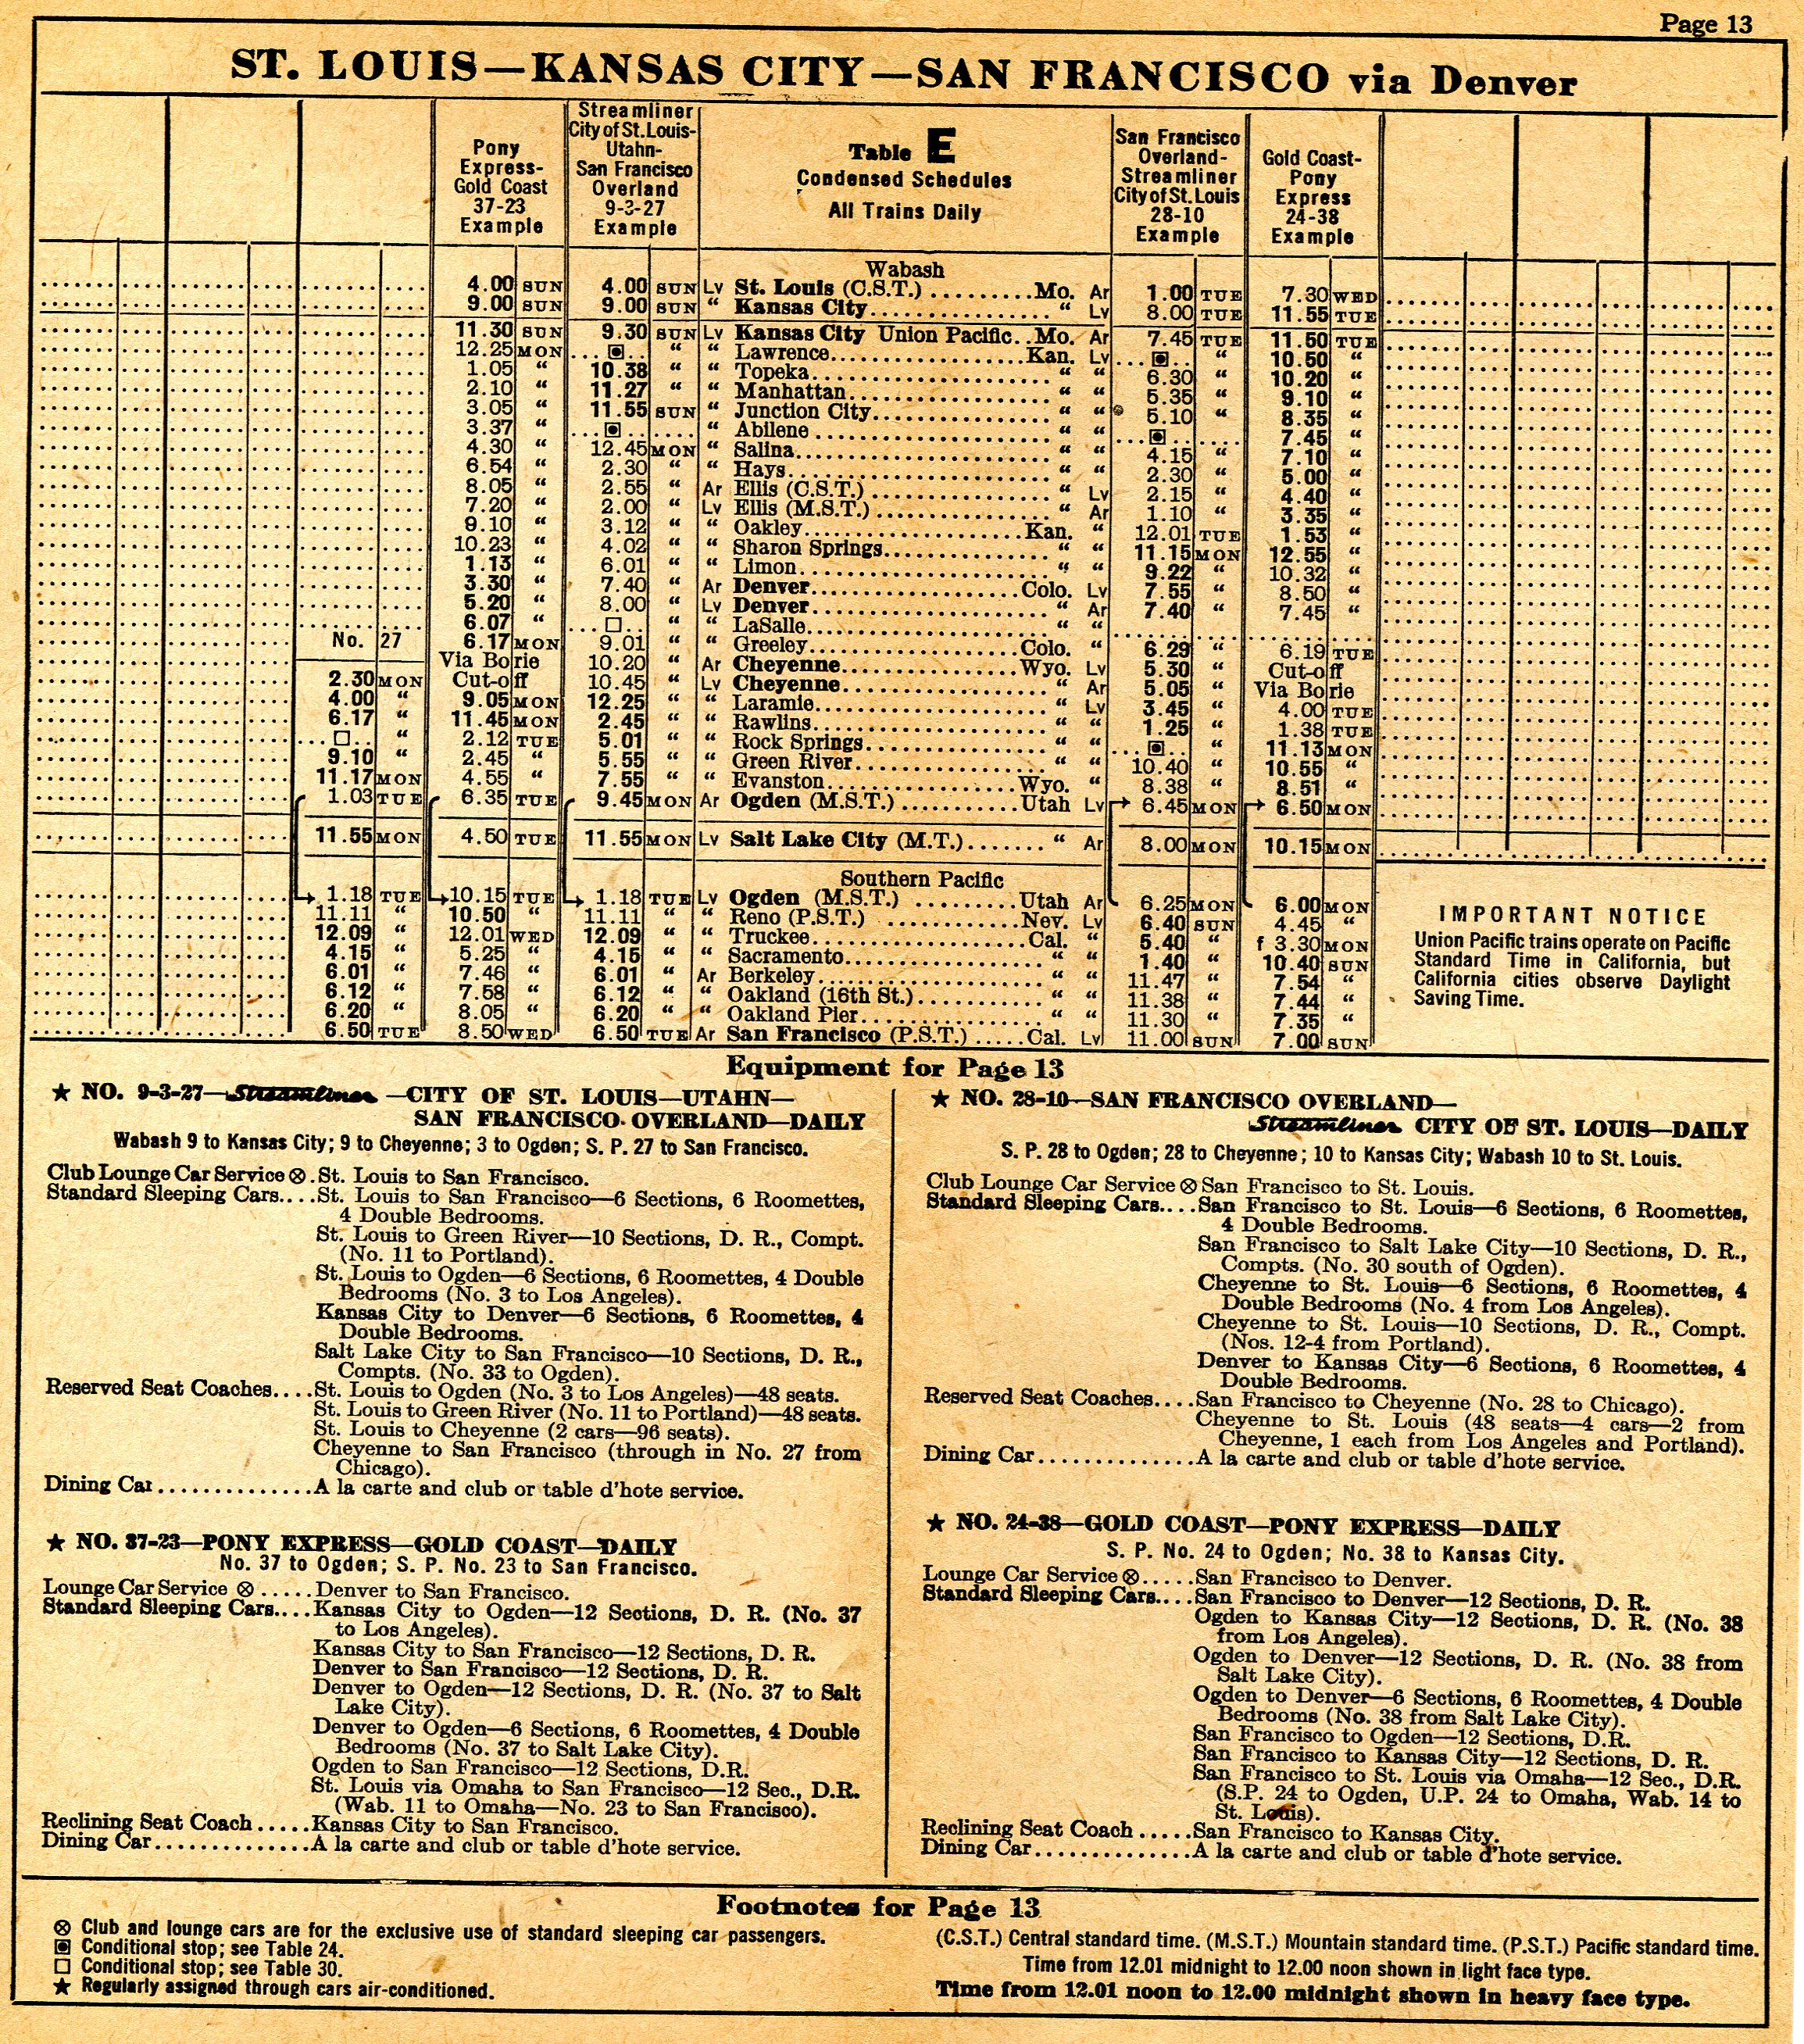 Page 13
ST. LOUIS—KANSAS CITY—SAN FRANCISCO via Denver
Pony Express-Gold Coast 37-23 Example
Streamliner City of St. Louis-Utahn-San Francisco Overland 9-3-27 Example
Table E
Condensed Schedules
All Trains Daily
San Francisco Overland-Streamliner City of St. Louis 28-10 Example
Gold Coast-Pony Express 24-38 Example
Wabash
4.00 SUN 4.00 SUN Lv St. Louis (C.S.T.) .........Mo. Ar 1.00 TUE 7.30 WED
9.00 SUN 9.00 SUN “ Kansas City.............. “ Lv 8.00 TUE 11.55 TUE
11.30 SUN 9.30 SUN Lv Kansas City Union Pacific..Mo. Ar 7.45 TUE 11.50 TUE
12.25 MON ...▣.. “ “ Lawrence...............Kan. Lv ...▣.. “ 10.50 “
1.05 “ 10.38 “ “ Topeka............... “ “ 6.30 “ 10.20 “
2.10 “ 11.27 “ “ Manhattan............... “ “ 5.35 “ 9.10 “
3.05 “ 11.55 SUN “ Junction City............... “ “ 5.10 “ 8.35 “
3.37 “ ...▣.. ..... “ Abilene............... “ “ ...▣.. ..... 7.45 “
4.30 “ 12.45 MON “ Salina............... “ “ 4.15 “ 7.10 “
6.54 “ 2.30 “ “ Hays............... “ “ 2.30 “ 5.00 “
8.05 “ 2.55 “ Ar Ellis (C.S.T.)............... “ Lv 2.15 “ 4.40 “
7.20 “ 2.00 “ Lv Ellis (M.S.T.)............... “ Ar 1.10 “ 3.35 “
9.10 “ 3.12 “ “ Oakley...............Kan. “ 12.01 TUE 1.53 “
10.23 “ 4.02 “ “ Sharon Springs............... “ “ 11.15 MON 12.55 “
1.13 “ 6.01 “ “ Limon............... “ “ 9.22 “ 10.32 “
3.30 “ 7.40 “ Ar Denver...............Colo. Lv 7.55 “ 8.50 “
5.20 “ 8.00 “ Lv Denver............... “ Ar 7.40 “ 7.45 “
6.07 “ ...□.. “ “ LaSalle............... “ “
No. 27 6.17 MON 9.01 “ “ Greeley...............Colo. “ 6.29 “ 6.19 TUE
Via Borie 10.20 “ Ar Cheyenne...............Wyo. Lv 5.30 “ Cut-off
2.30 MON Cut-off 10.45 “ Lv Cheyenne............... “ Ar 5.05 “ Via Borie
4.00 “ 9.05 MON 12.25 “ “ Laramie............... “ Lv 3.45 “ 4.00 TUE
6.17 “ 11.45 MON 2.45 “ “ Rawlins............... “ “ 1.25 “ 1.38 TUE
...□.. “ 2.12 TUE 5.01 “ “ Rock Springs............... “ “ ...▣.. “ 11.13 MON
9.10 “ 2.45 “ 5.55 “ “ Green River............... “ “ 10.40 “ 10.55 “
11.17 MON 4.55 “ 7.55 “ “ Evanston...............Wyo. “ 8.38 “ 8.51 “
1.03 TUE 6.35 TUE 9.45 MON Ar Ogden (M.S.T.)..........Utah Lv 6.45 MON 6.50 MON
11.55 MON 4.50 TUE 11.55 MON Lv Salt Lake City (M.T.)....... “ Ar 8.00 MON 10.15 MON
Southern Pacific
1.18 TUE 10.15 TUE 1.18 TUE Lv Ogden (M.S.T.) .........Utah Ar 6.25 MON 6.00 MON
11.11 “ 10.50 “ 11.11 “ “ Reno (P.S.T.) ............Nev. Lv 6.40 SUN 4.45 “
12.09 “ 12.01 WED 12.09 “ “ Truckee...............Cal. “ 5.40 “ f 3.30 MON
4.15 “ 5.25 “ 4.15 “ “ Sacramento............... “ “ 1.40 “ 10.40 SUN
6.01 “ 7.46 “ 6.01 “ Ar Berkeley............... “ “ 11.47 “ 7.54 “
6.12 “ 7.58 “ 6.12 “ “ Oakland (16th St.)............... “ “ 11.38 “ 7.44 “
6.20 “ 8.05 “ 6.20 “ “ Oakland Pier............... “ “ 11.30 “ 7.35 “
6.50 TUE 8.50 WED 6.50 TUE Ar San Francisco (P.S.T.).....Cal. Lv 11.00 SUN 7.00 SUN
IMPORTANT NOTICE
Union Pacific trains operate on Pacific
Standard Time in California, but
California cities observe Daylight
Saving Time.
Equipment for Page 13
★ NO. 9-3-27—Streamliner—CITY OF ST. LOUIS—UTAHN—
SAN FRANCISCO OVERLAND—DAILY
Wabash 9 to Kansas City; 9 to Cheyenne; 3 to Ogden; S. P. 27 to San Francisco.
Club Lounge Car Service ⊗.St. Louis to San Francisco.
Standard Sleeping Cars....St. Louis to San Francisco—6 Sections, 6 Roomettes,
4 Double Bedrooms.
St. Louis to Green River—10 Sections, D. R., Compt.
(No. 11 to Portland).
St. Louis to Ogden—6 Sections, 6 Roomettes, 4 Double
Bedrooms (No. 3 to Los Angeles).
Kansas City to Denver—6 Sections, 6 Roomettes, 4
Double Bedrooms.
Salt Lake City to San Francisco—10 Sections, D. R.,
Compts. (No. 33 to Ogden).
Reserved Seat Coaches....St. Louis to Ogden (No. 3 to Los Angeles)—48 seats.
St. Louis to Green River (No. 11 to Portland)—48 seats.
St. Louis to Cheyenne (2 cars—96 seats).
Cheyenne to San Francisco (through in No. 27 from
Chicago).
Dining Car..............A la carte and club or table d'hote service.
★ NO. 37-23—PONY EXPRESS—GOLD COAST—DAILY
No. 37 to Ogden; S. P. No. 23 to San Francisco.
Lounge Car Service ⊗.....Denver to San Francisco.
Standard Sleeping Cars....Kansas City to Ogden—12 Sections, D. R. (No. 37
to Los Angeles).
Kansas City to San Francisco—12 Sections, D. R.
Denver to San Francisco—12 Sections, D. R.
Denver to Ogden—12 Sections, D. R. (No. 37 to Salt
Lake City).
Denver to Ogden—6 Sections, 6 Roomettes, 4 Double
Bedrooms (No. 37 to Salt Lake City).
Ogden to San Francisco—12 Sections, D.R.
St. Louis via Omaha to San Francisco—12 Sec., D.R.
(Wab. 11 to Omaha—No. 23 to San Francisco).
Reclining Seat Coach.....Kansas City to San Francisco.
Dining Car..............A la carte and club or table d'hote service.
★ NO. 28-10—SAN FRANCISCO OVERLAND—
Streamliner CITY OF ST. LOUIS—DAILY
S. P. 28 to Ogden; 28 to Cheyenne; 10 to Kansas City; Wabash 10 to St. Louis.
Club Lounge Car Service ⊗ San Francisco to St. Louis.
Standard Sleeping Cars....San Francisco to St. Louis—6 Sections, 6 Roomettes,
4 Double Bedrooms.
San Francisco to Salt Lake City—10 Sections, D. R.,
Compts. (No. 30 south of Ogden).
Cheyenne to St. Louis—6 Sections, 6 Roomettes, 4
Double Bedrooms (No. 4 from Los Angeles).
Cheyenne to St. Louis—10 Sections, D. R., Compt.
(Nos. 12-4 from Portland).
Denver to Kansas City—6 Sections, 6 Roomettes, 4
Double Bedrooms.
Reserved Seat Coaches....San Francisco to Cheyenne (No. 28 to Chicago).
Cheyenne to St. Louis (48 seats—4 cars—2 from
Cheyenne, 1 each from Los Angeles and Portland).
Dining Car..............A la carte and club or table d'hote service.
★ NO. 24-38—GOLD COAST—PONY EXPRESS—DAILY
S. P. No. 24 to Ogden; No. 38 to Kansas City.
Lounge Car Service ⊗.....San Francisco to Denver.
Standard Sleeping Cars....San Francisco to Denver—12 Sections, D. R.
Ogden to Kansas City—12 Sections, D. R. (No. 38
from Los Angeles).
Ogden to Denver—12 Sections, D. R. (No. 38 from
Salt Lake City).
Ogden to Denver—6 Sections, 6 Roomettes, 4 Double
Bedrooms (No. 38 from Salt Lake City).
San Francisco to Ogden—12 Sections, D.R.
San Francisco to Kansas City—12 Sections, D. R.
San Francisco to St. Louis via Omaha—12 Sec., D.R.
(S.P. 24 to Ogden, U.P. 24 to Omaha, Wab. 14 to
St. Louis).
Reclining Seat Coach.....San Francisco to Kansas City.
Dining Car..............A la carte and club or table d'hote service.
Footnotes for Page 13
⊗ Club and lounge cars are for the exclusive use of standard sleeping car passengers.
▣ Conditional stop; see Table 24.
□ Conditional stop; see Table 30.
★ Regularly assigned through cars air-conditioned.
(C.S.T.) Central standard time. (M.S.T.) Mountain standard time. (P.S.T.) Pacific standard time.
Time from 12.01 midnight to 12.00 noon shown in light face type.
Time from 12.01 noon to 12.00 midnight shown in heavy face type.